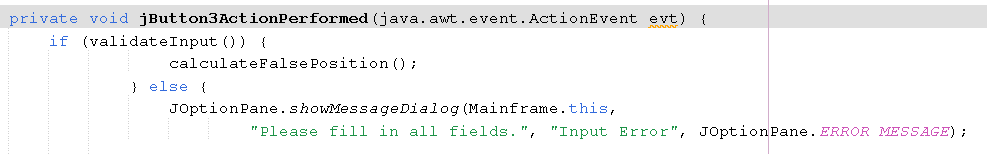 private void jButton3ActionPerformed(java.awt.event.ActionEvent evt) {
if (validateInput()) {
calculateFalsePosition();
} else {
JOptionPane.showMessageDialog(Mainframe.this,
"Please fill in all fields.", "Input Error", JOptionPane.ERROR_MESSAGE);